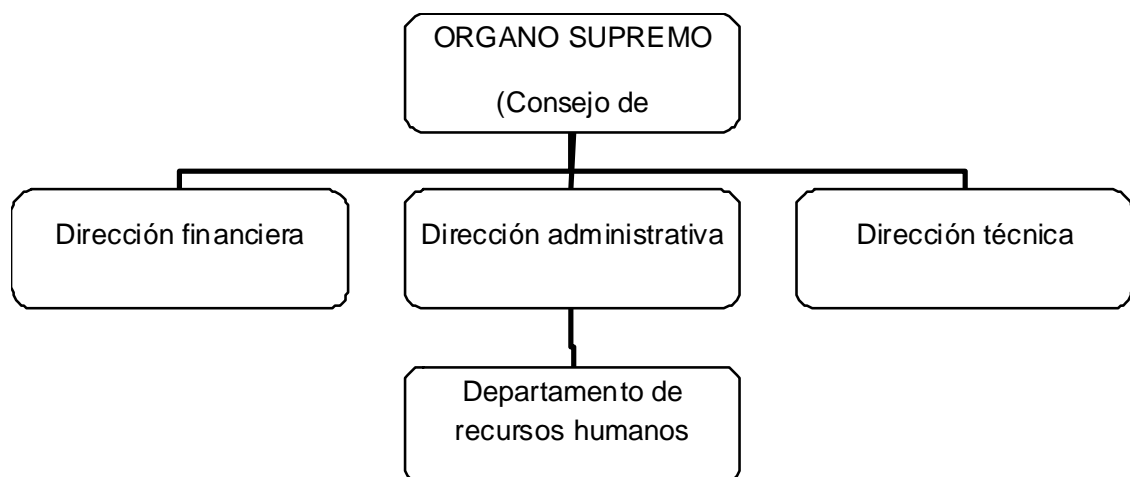 ORGANO SUPREMO
(Consejo de
Dirección financiera
Dirección administrativa
Dirección técnica
Departamento de
recursos humanos